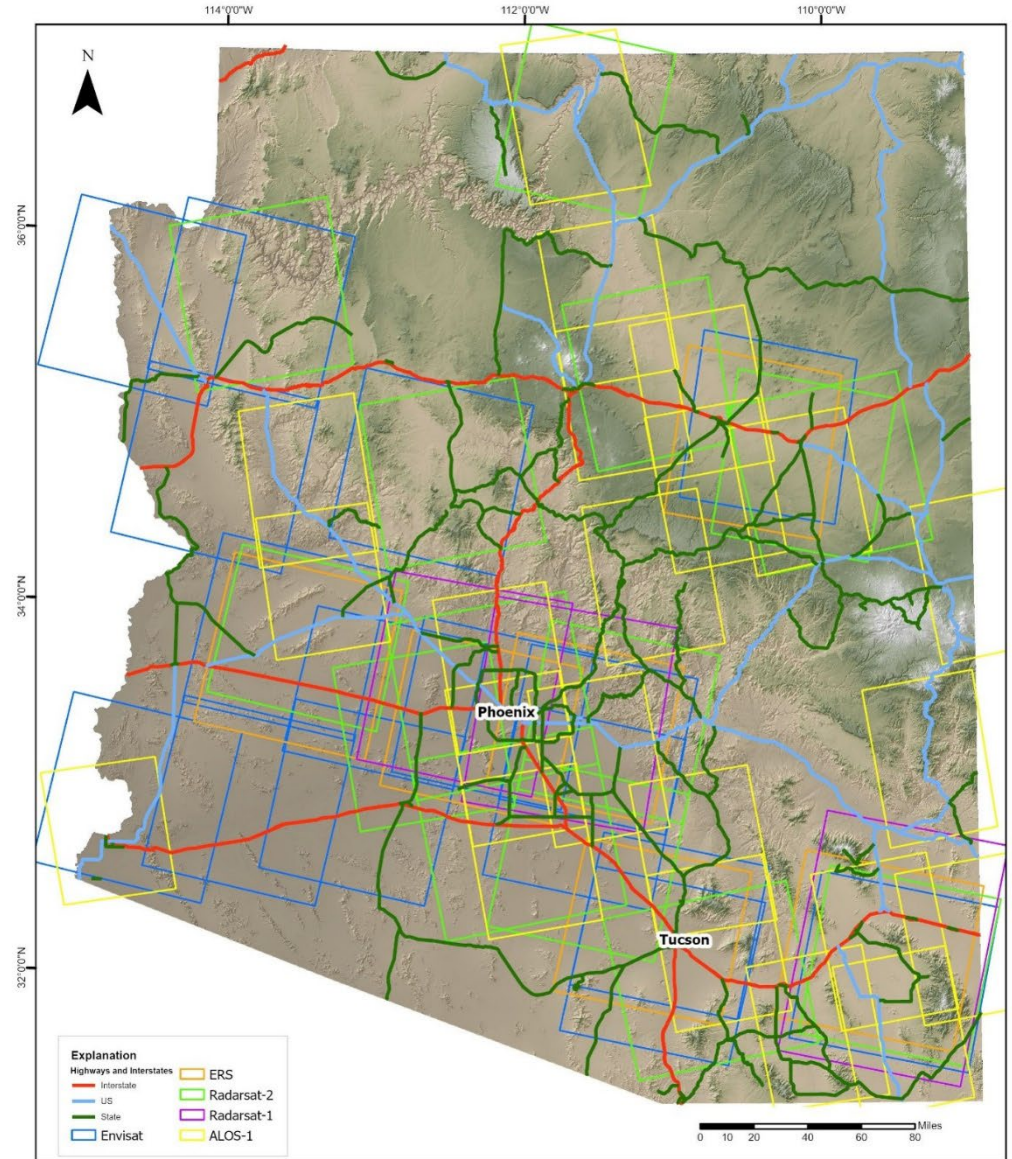 114°0'0"W 112°0'0"W 110°0'0"W
N
36°0'0"N
34°0'0"N
Phoenix
Tucson
32°0'0"N
Explanation
Highways and Interstates
Interstate
US
State
Envisat
ERS
Radarsat-2
Radarsat-1
ALOS-1
Miles
0 10 20 40 60 80